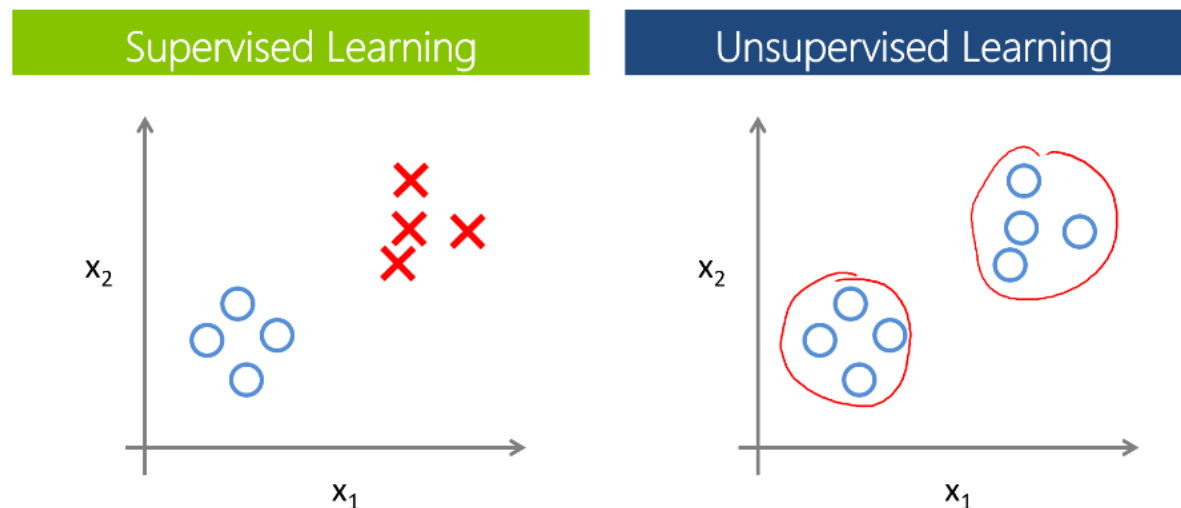 Supervised Learning
Unsupervised Learning
x₂
x₁
x₂
x₁